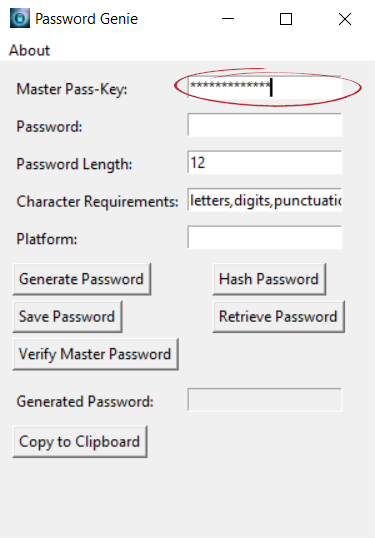 Password Genie
About
Master Pass-Key: *************
Password:
Password Length: 12
Character Requirements: letters,digits,punctuatic
Platform:
Generate Password Hash Password
Save Password Retrieve Password
Verify Master Password
Generated Password:
Copy to Clipboard